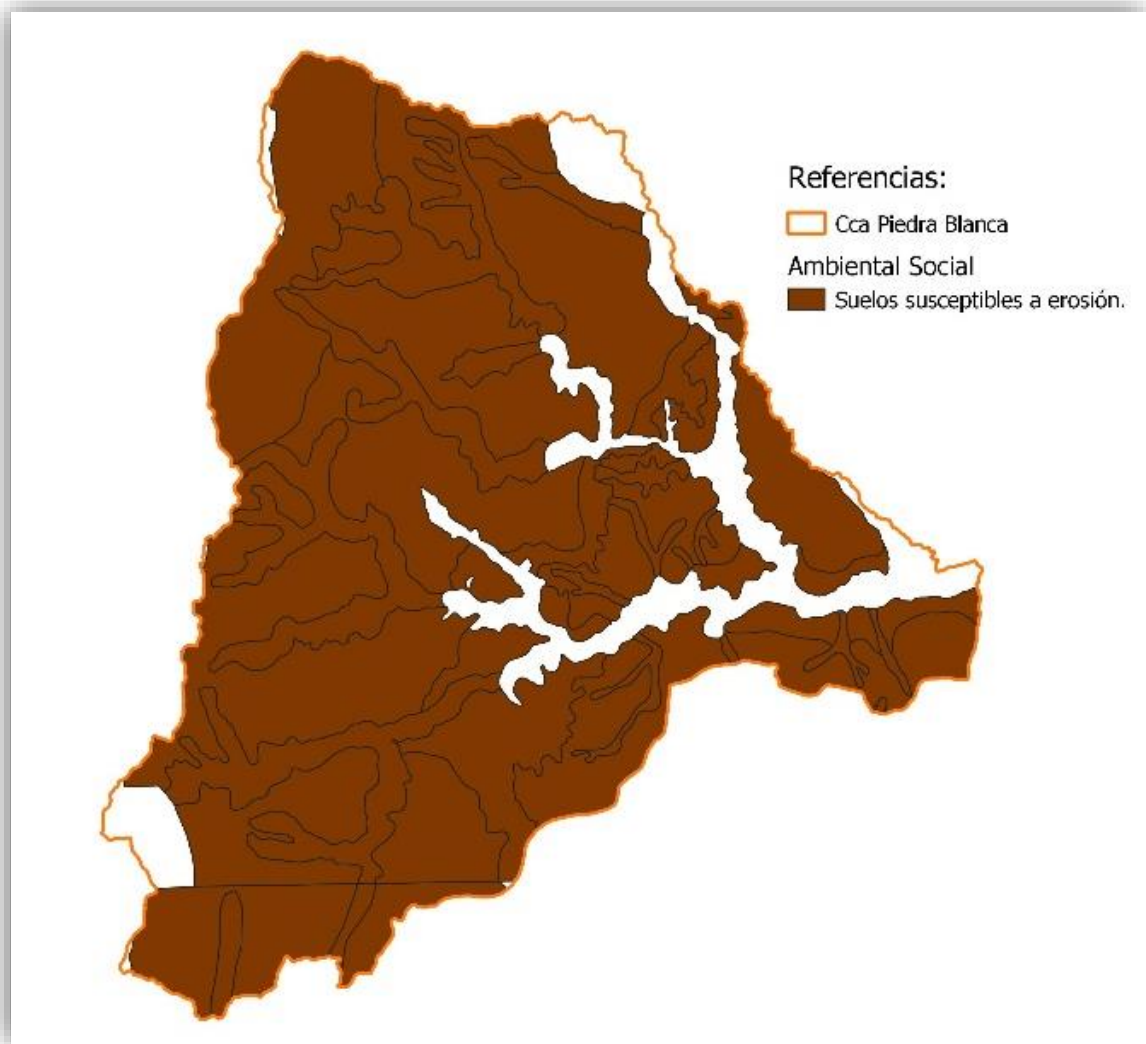 Referencias:
Cca Piedra Blanca
Ambiental Social
Suelos susceptibles a erosión.